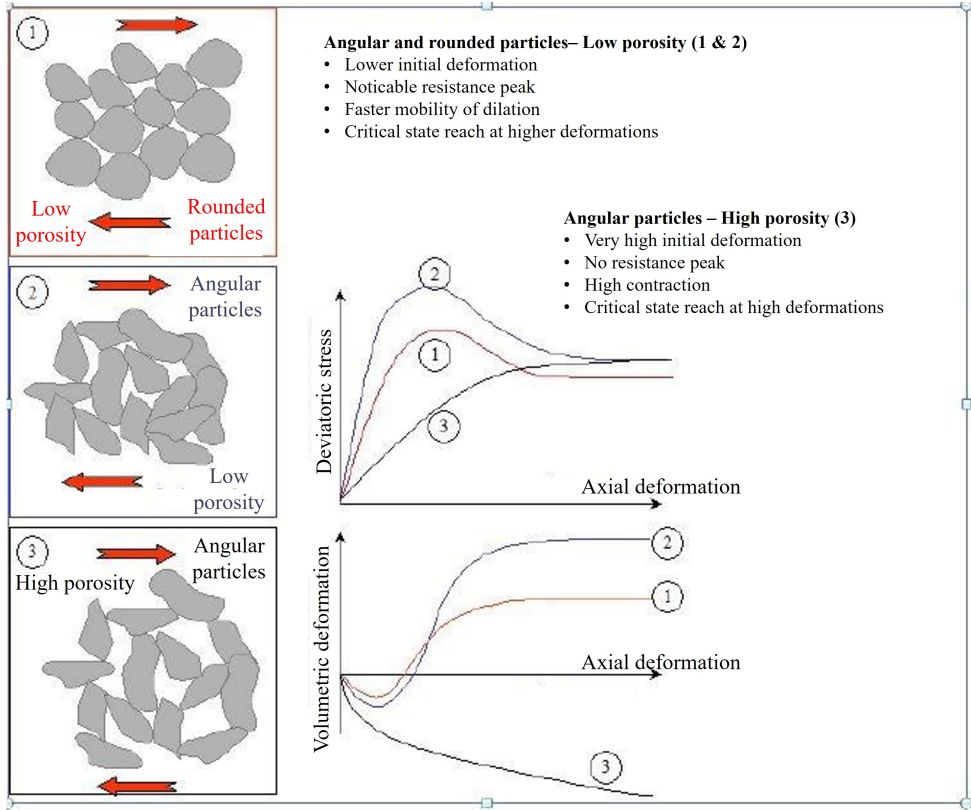 1
Low
porosity
Rounded
particles
2
Angular
particles
Low
porosity
3
Angular
particles
High porosity
Angular and rounded particles– Low porosity (1 & 2)
• Lower initial deformation
• Noticable resistance peak
• Faster mobility of dilation
• Critical state reach at higher deformations
Angular particles – High porosity (3)
• Very high initial deformation
• No resistance peak
• High contraction
• Critical state reach at high deformations
Deviatoric stress
2
1
3
Axial deformation
Volumetric deformation
2
1
Axial deformation
3